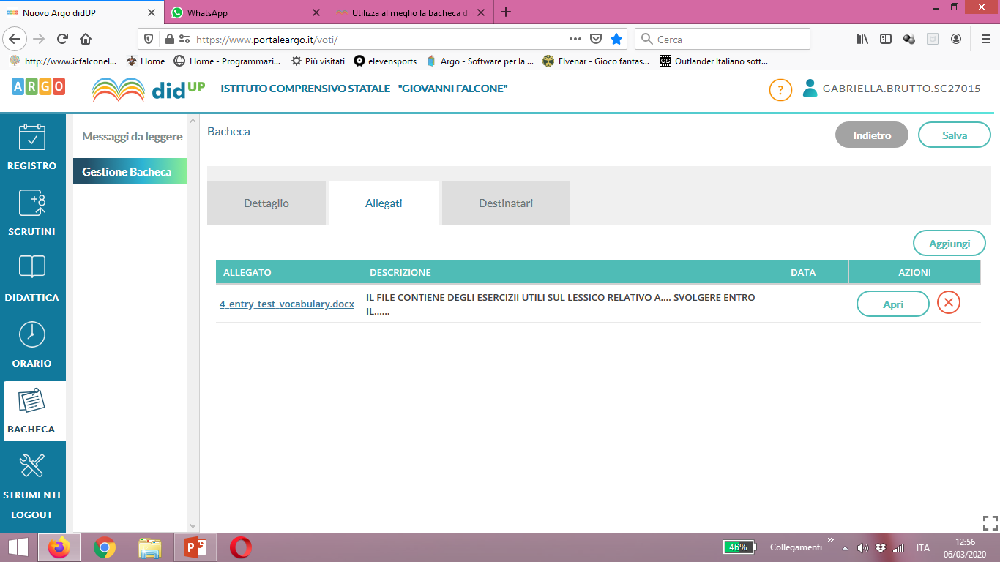 Nuovo Argo didUP
WhatsApp
Utilizza al meglio la bacheca di
https://www.portaleargo.it/voti/
Cerca
http://www.icfalconel...
Home
Home - Programmazi...
Più visitati
elevensports
Argo - Software per la ...
Elvenar - Gioco fantas...
Outlander Italiano sott...
ARGO
didUP
ISTITUTO COMPRENSIVO STATALE - "GIOVANNI FALCONE"
?
GABRIELLA.BRUTTO.SC27015
REGISTRO
+8
SCRUTINI
DIDATTICA
ORARIO
BACHECA
STRUMENTI
LOGOUT
Messaggi da leggere
Gestione Bacheca
Bacheca
Indietro
Salva
Dettaglio
Allegati
Destinatari
Aggiungi
ALLEGATO
DESCRIZIONE
DATA
AZIONI
4_entry_test_vocabulary.docx
IL FILE CONTIENE DEGLI ESERCIZII UTILI SUL LESSICO RELATIVO A.... SVOLGERE ENTRO
IL......
Apri
46%
Collegamenti
ITA
12:56
06/03/2020